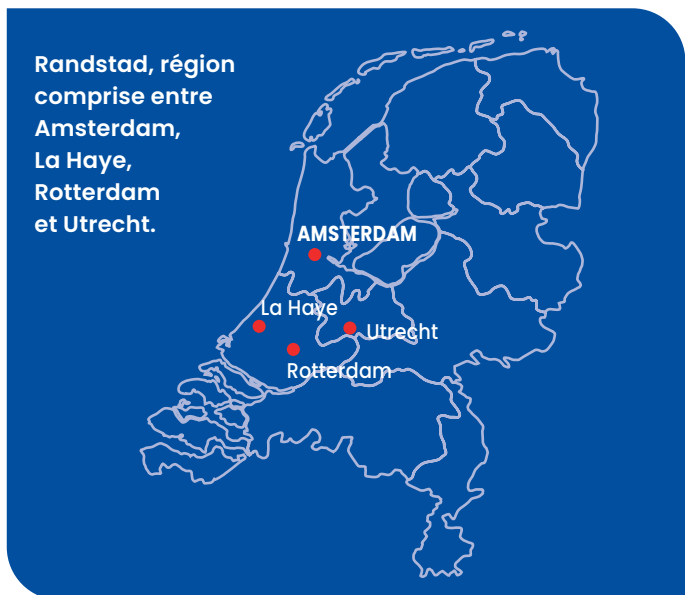 Randstad, région
comprise entre
Amsterdam,
La Haye,
Rotterdam
et Utrecht.
AMSTERDAM
La Haye
Utrecht
Rotterdam